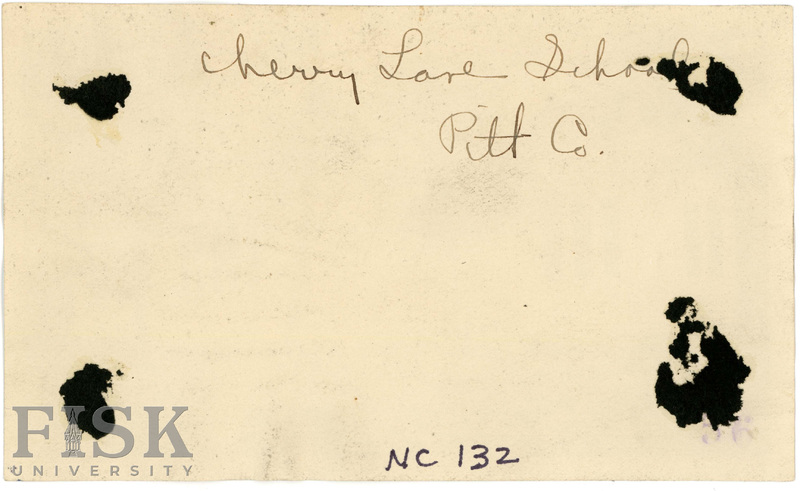 Cherry Lane School
Pitt Co.
FISK
UNIVERSITY
NC 132